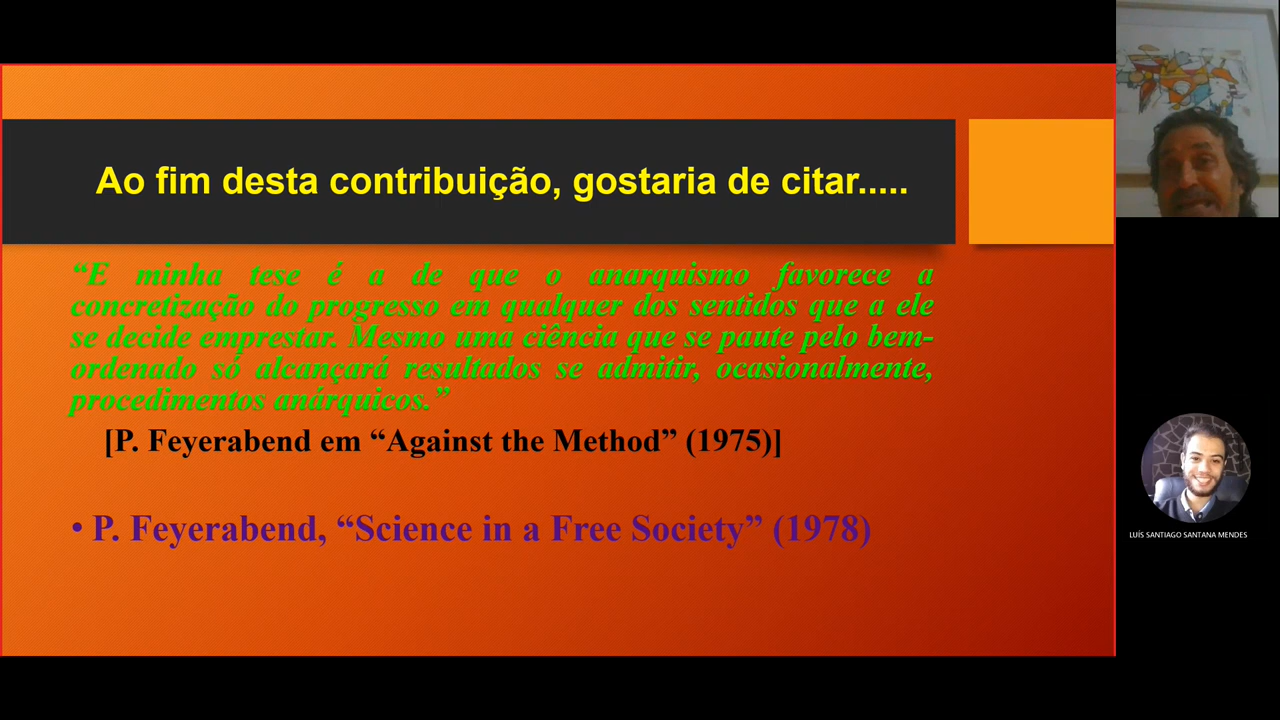 Ao fim desta contribuição, gostaria de citar.....
“E minha tese é a de que o anarquismo favorece a
concretização do progresso em qualquer dos sentidos que a ele
se decide emprestar. Mesmo uma ciência que se paute pelo bem-
ordenado só alcançará resultados se admitir, ocasionalmente,
procedimentos anárquicos.”
[P. Feyerabend em “Against the Method” (1975)]
• P. Feyerabend, “Science in a Free Society” (1978)
LUÍS SANTIAGO SANTANA MENDES